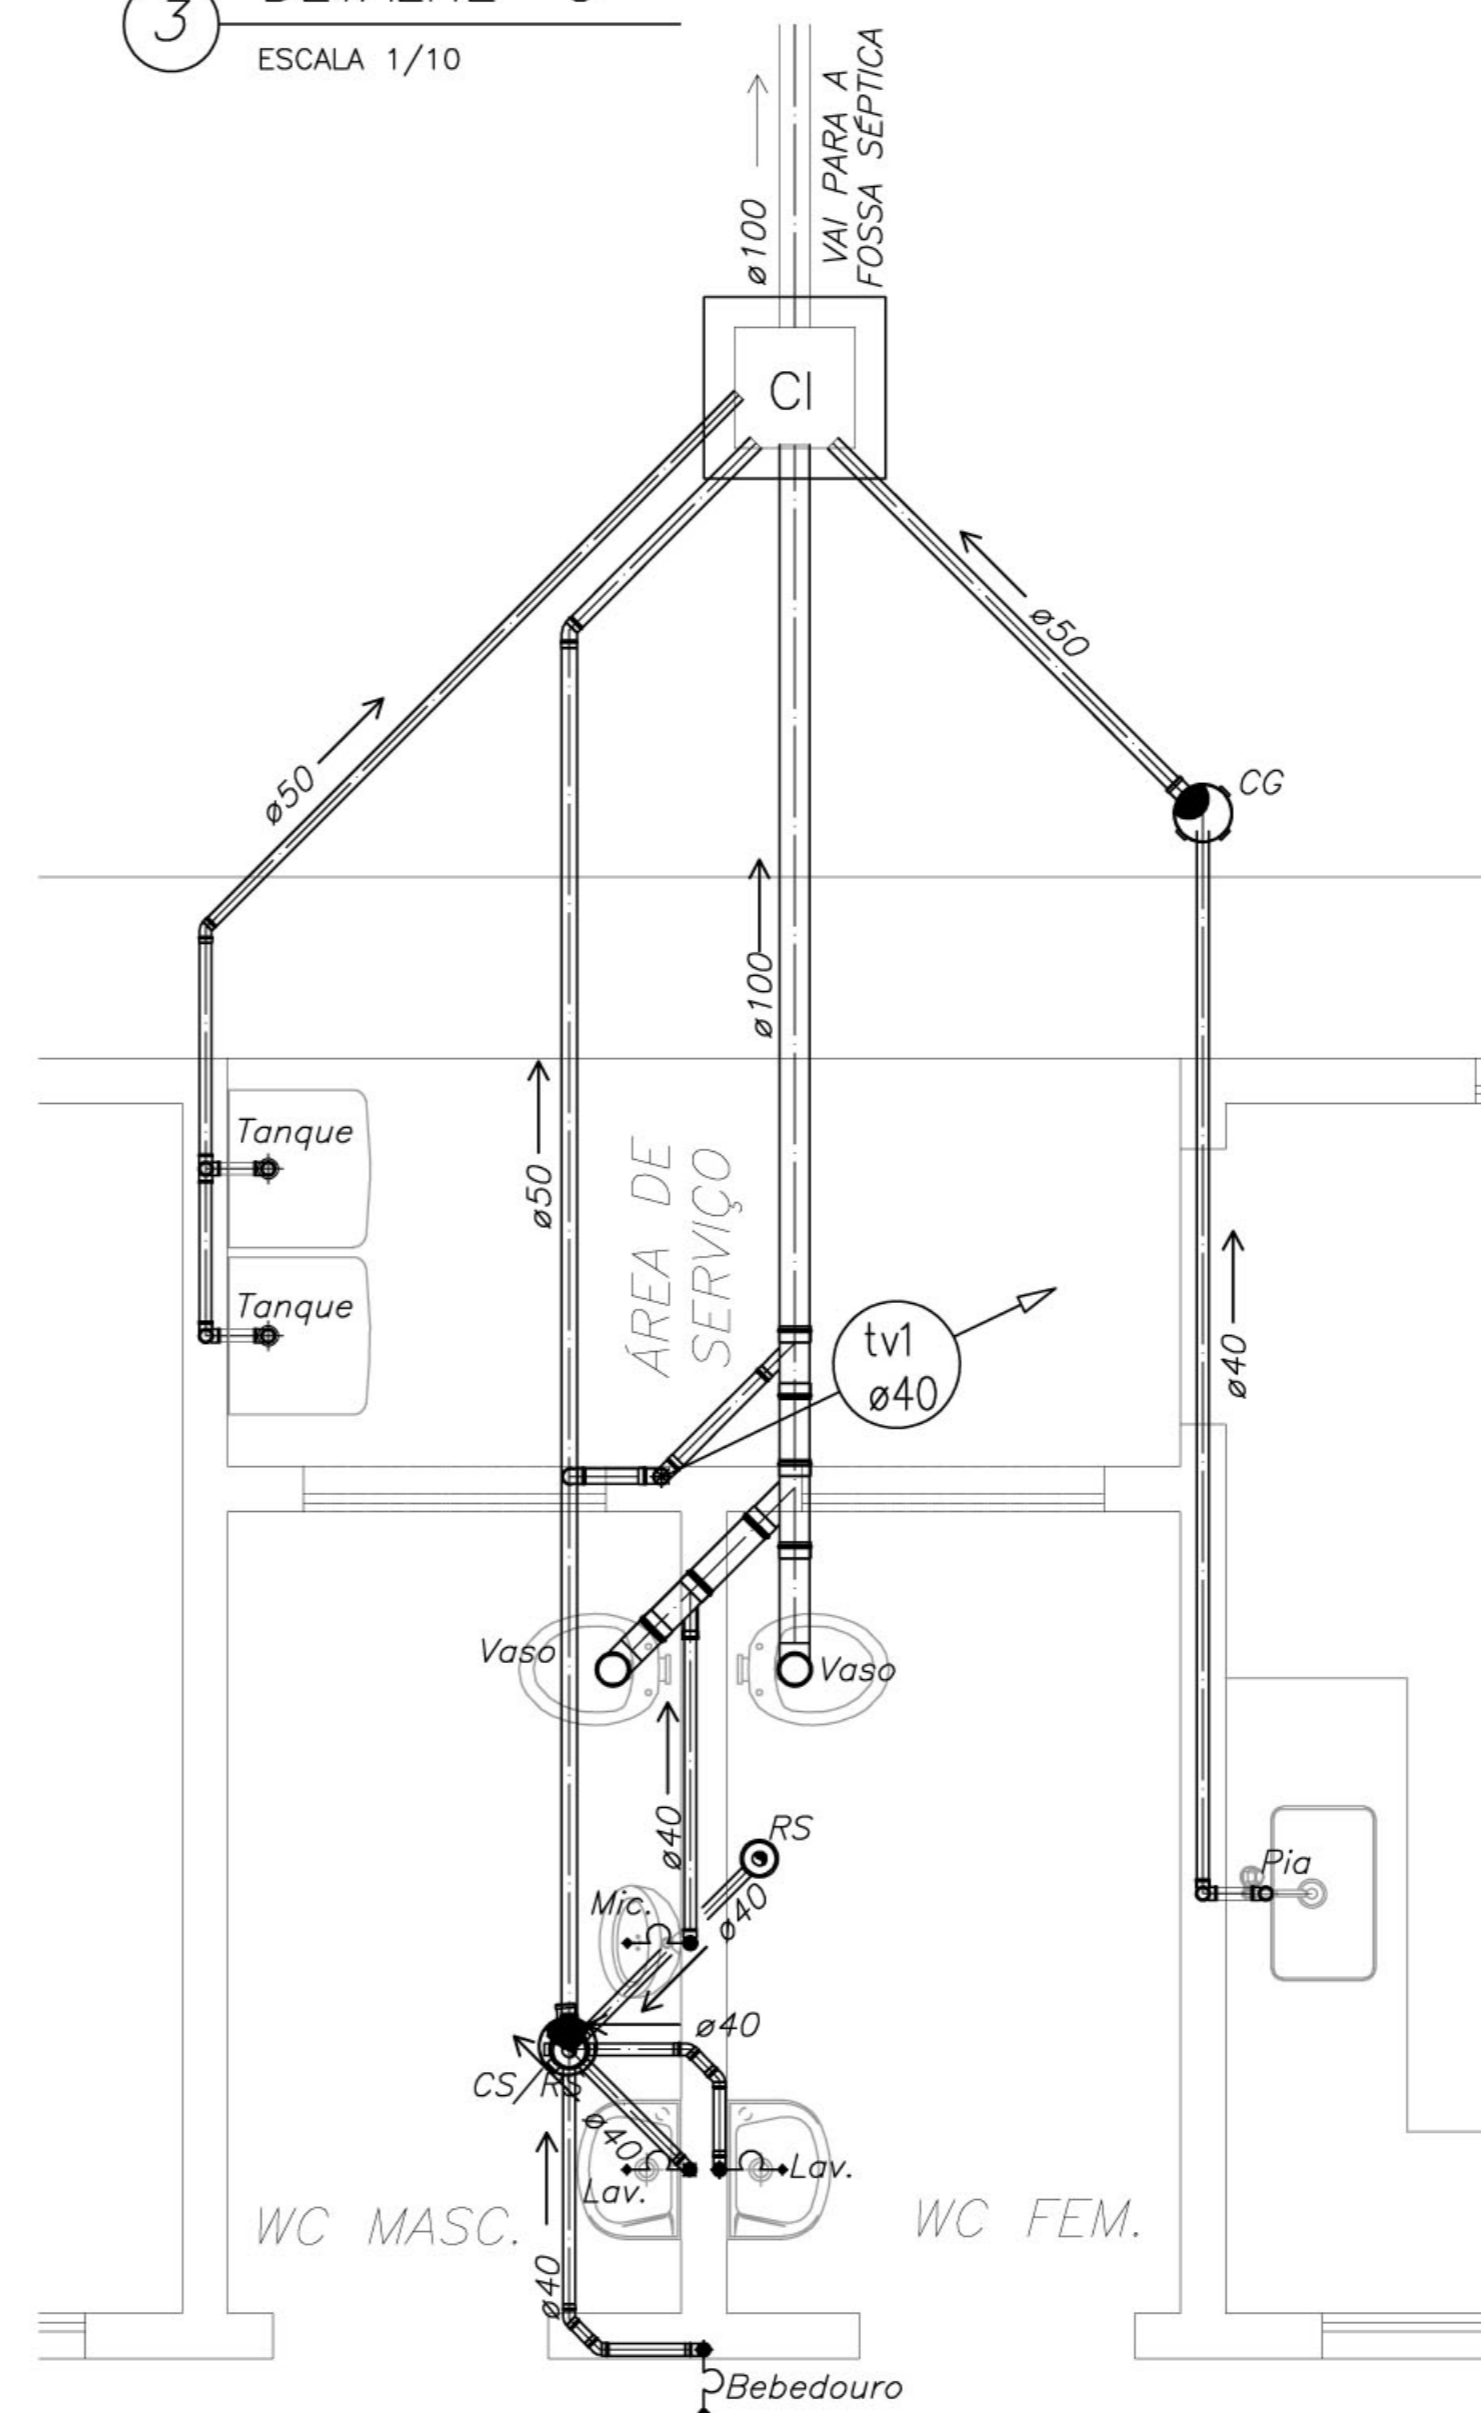 3
ESCALA 1/10
ø100
VAI PARA A
FOSSA SÉPTICA
CI
ø50
CG
ø50
ø100
Tanque
ø50
ÁREA DE
SERVIÇO
Tanque
tv1
ø40
ø40
Vaso
Vaso
ø40
RS
Pia
Mic.
ø40
ø40
CS/RS
ø40
Lav.
Lav.
WC MASC.
WC FEM.
ø40
Bebedouro